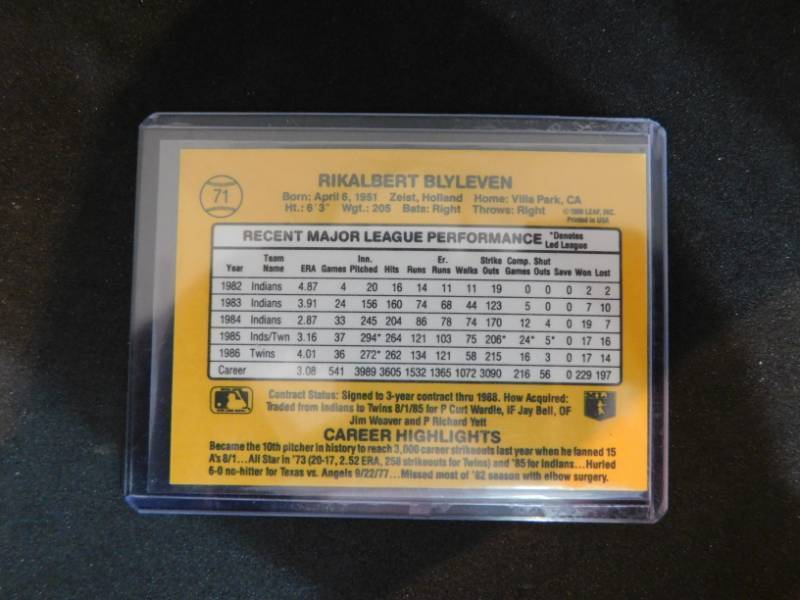 71
RIKALBERT BLYLEVEN
Born: April 6, 1951 Zeist, Holland Home: Villa Park, CA
Ht.: 6'3" Wgt.: 205 Bats: Right Throws: Right
LEAF, INC.
Printed in USA
RECENT MAJOR LEAGUE PERFORMANCE *Denotes Led League
Year Team Name ERA Games Inn. Pitched Hits Runs Er. Runs Walks Strike Outs Comp. Games Shut Outs Save Won Lost
1982 Indians 4.87 4 20 16 14 11 11 19 0 0 0 2 2
1983 Indians 3.91 24 156 160 74 68 44 123 5 0 0 7 10
1984 Indians 2.87 33 245 204 86 78 74 170 12 4 0 19 7
1985 Inds/Twn 3.16 37 294* 264 121 103 75 206* 24* 5* 0 17 16
1986 Twins 4.01 36 272* 262 134 121 58 215 16 3 0 17 14
Career 3.08 541 3989 3605 1532 1365 1072 3090 216 56 0 229 197
Contract Status: Signed to 3-year contract thru 1988. How Acquired:
Traded from Indians to Twins 8/1/85 for P Curt Wardle, IF Jay Bell, OF
Jim Weaver and P Richard Yett
CAREER HIGHLIGHTS
Became the 10th pitcher in history to reach 3,000 career strikeouts last year when he fanned 15
A's 8/1...All Star in '73 (20-17, 2.52 ERA, 258 strikeouts for Twins) and '85 for Indians...Hurled
6-0 no-hitter for Texas vs. Angels 9/22/77...Missed most of '82 season with elbow surgery.